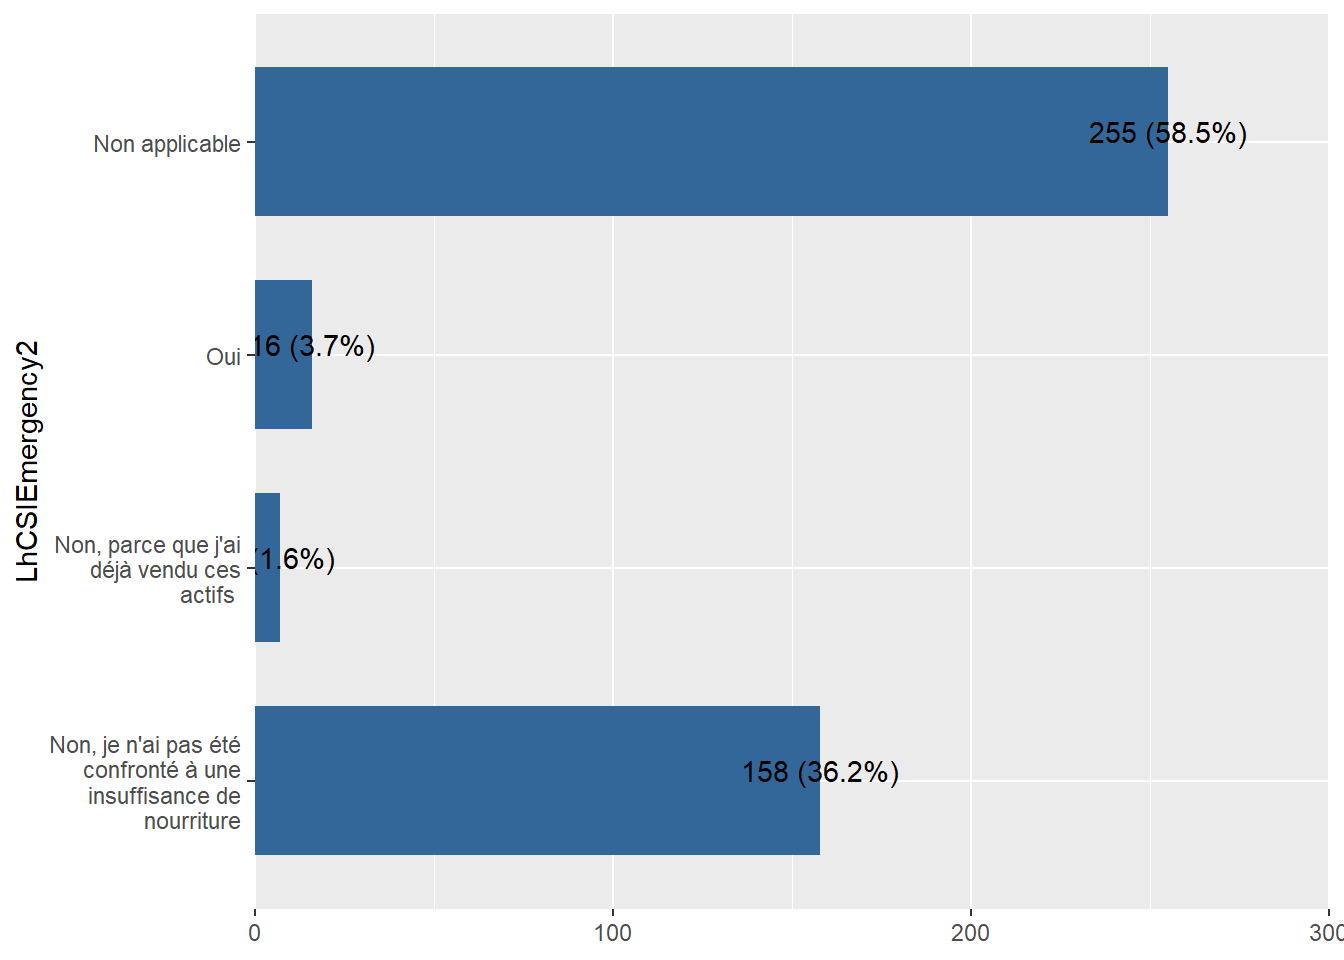 LhCSIEmergency2
Non applicable
255 (58.5%)
Oui
16 (3.7%)
Non, parce que j'ai
déjà vendu ces
actifs
(1.6%)
Non, je n'ai pas été
confronté à une
insuffisance de
nourriture
158 (36.2%)
0
100
200
300